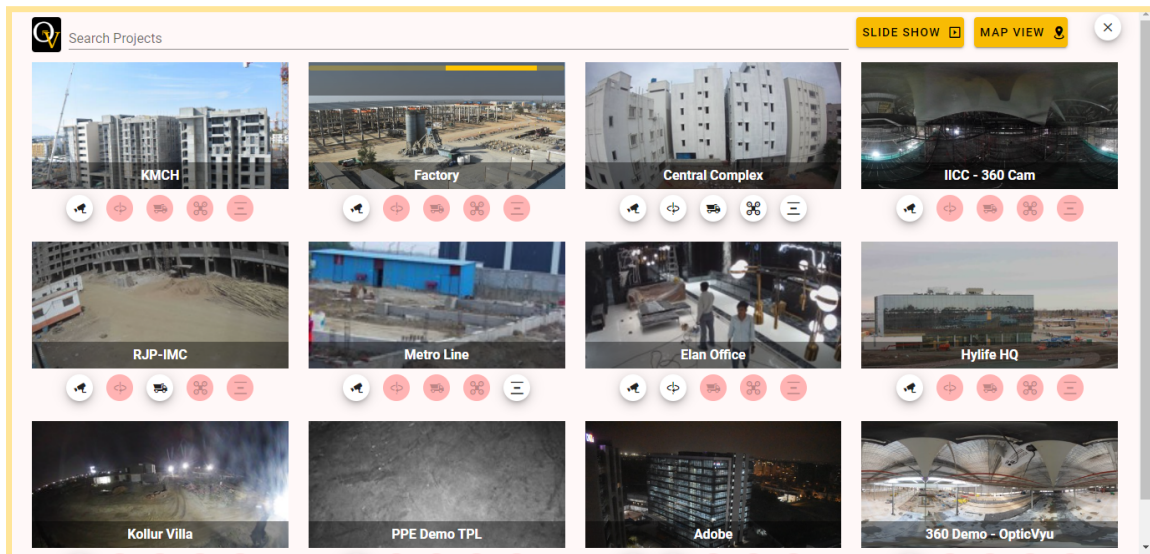 OV
Search Projects
SLIDE SHOW
MAP VIEW
KMCH
Factory
Central Complex
IICC - 360 Cam
RJP-IMC
Metro Line
Elan Office
Hylife HQ
Kollur Villa
PPE Demo TPL
Adobe
360 Demo - OpticVyu